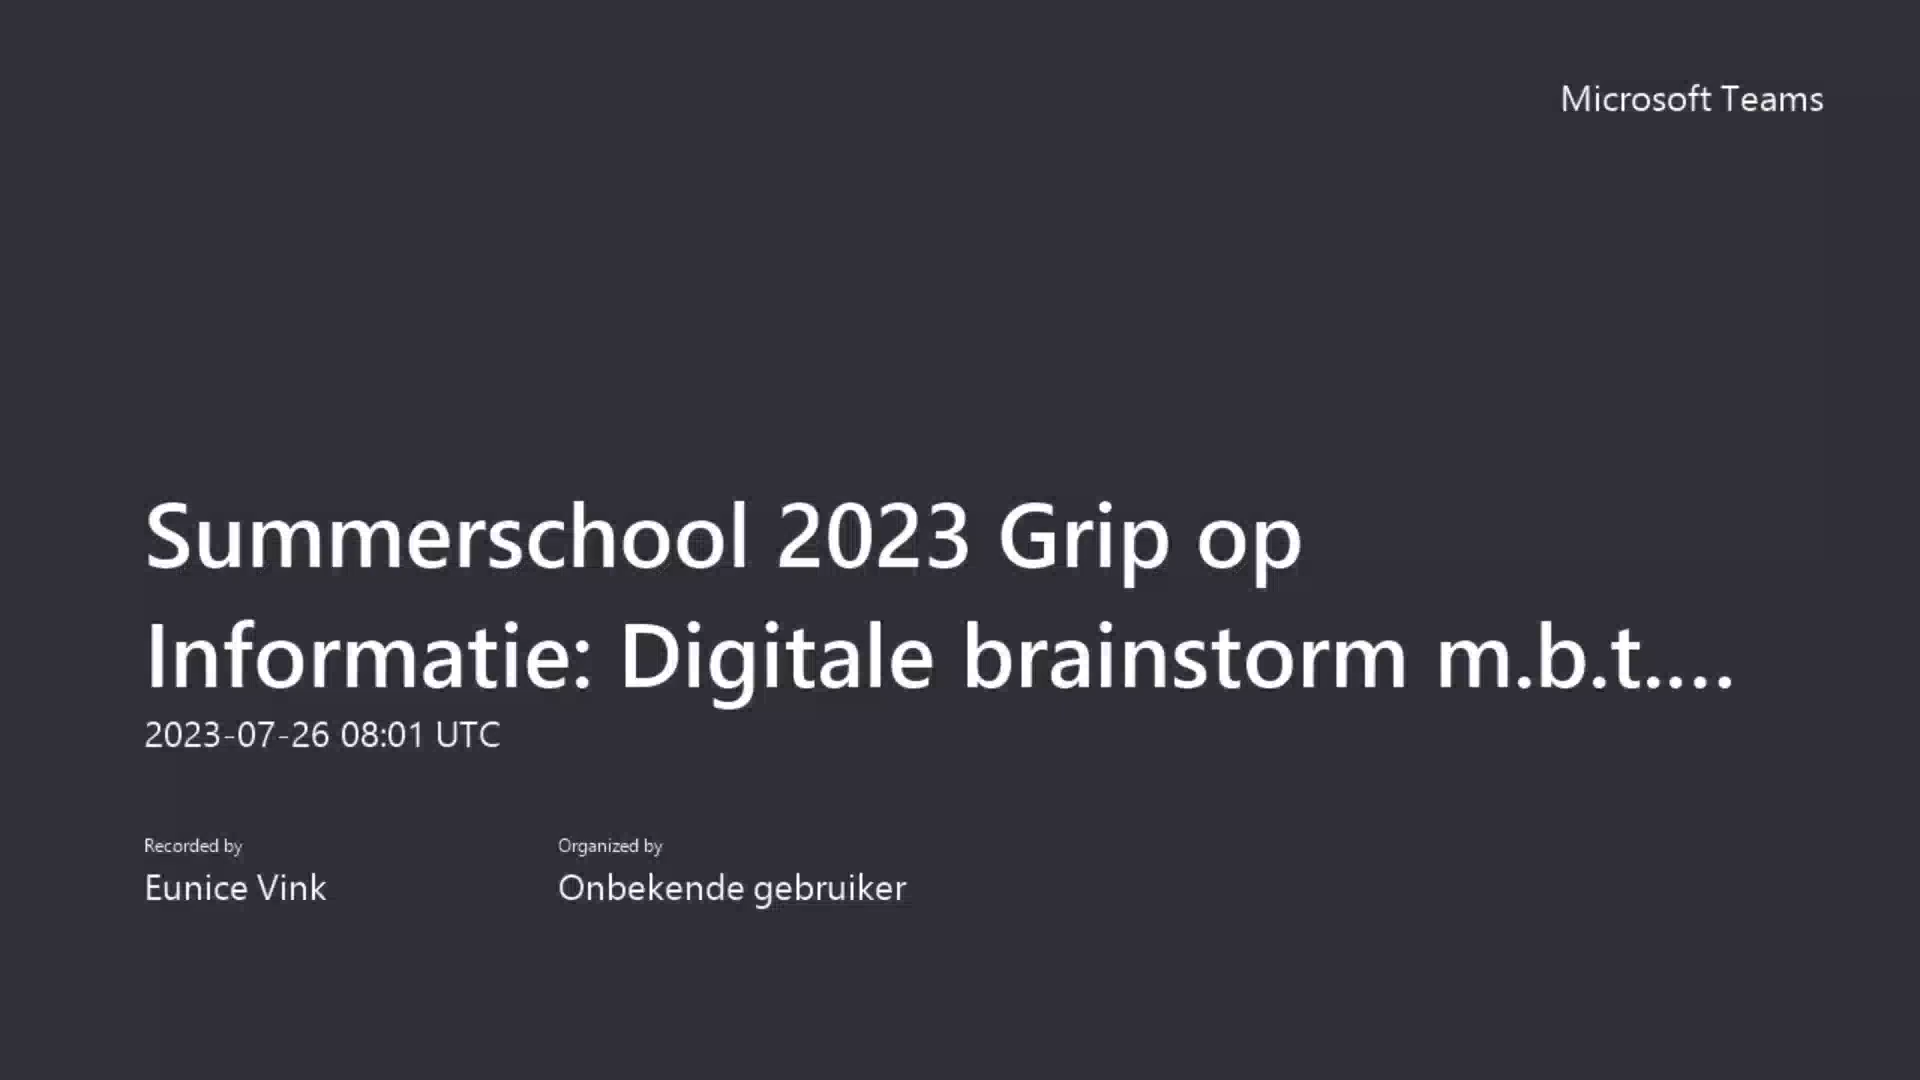 Microsoft Teams
Summerschool 2023 Grip op
Informatie: Digitale brainstorm m.b.t....
2023-07-26 08:01 UTC
Recorded by
Eunice Vink
Organized by
Onbekende gebruiker